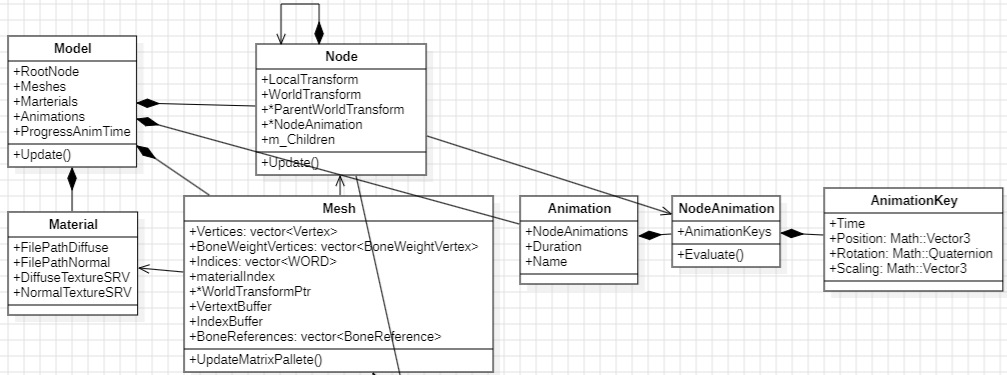 Model
+RootNode
+Meshes
+Marterials
+Animations
+ProgressAnimTime
+Update()
Node
+LocalTransform
+WorldTransform
+*ParentWorldTransform
+*NodeAnimation
+m_Children
+Update()
Material
+FilePathDiffuse
+FilePathNormal
+DiffuseTextureSRV
+NormalTextureSRV
Mesh
+Vertices: vector<Vertex>
+BoneWeightVertices: vector<BoneWeightVertex>
+Indices: vector<WORD>
+materialIndex
+*WorldTransformPtr
+VertextBuffer
+IndexBuffer
+BoneReferences: vector<BoneReference>
+UpdateMatrixPallete()
Animation
+NodeAnimations
+Duration
+Name
NodeAnimation
+AnimationKeys
+Evaluate()
AnimationKey
+Time
+Position: Math::Vector3
+Rotation: Math::Quaternion
+Scaling: Math::Vector3